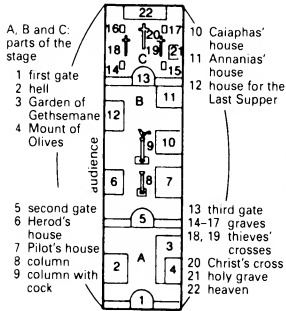 A, B and C:
parts of the
stage
1 first gate
2 hell
3 Garden of
Gethsemane
4 Mount of
Olives
5 second gate
6 Herod's
house
7 Pilot's house
8 column
9 column with
cock
audience
22
16
20
17
18
19
21
C
14
15
13
B
11
12
10
9
6
8
7
5
A
3
2
4
1
10 Caiaphas'
house
11 Annanias'
house
12 house for the
Last Supper
13 third gate
14–17 graves
18, 19 thieves'
crosses
20 Christ's cross
21 holy grave
22 heaven